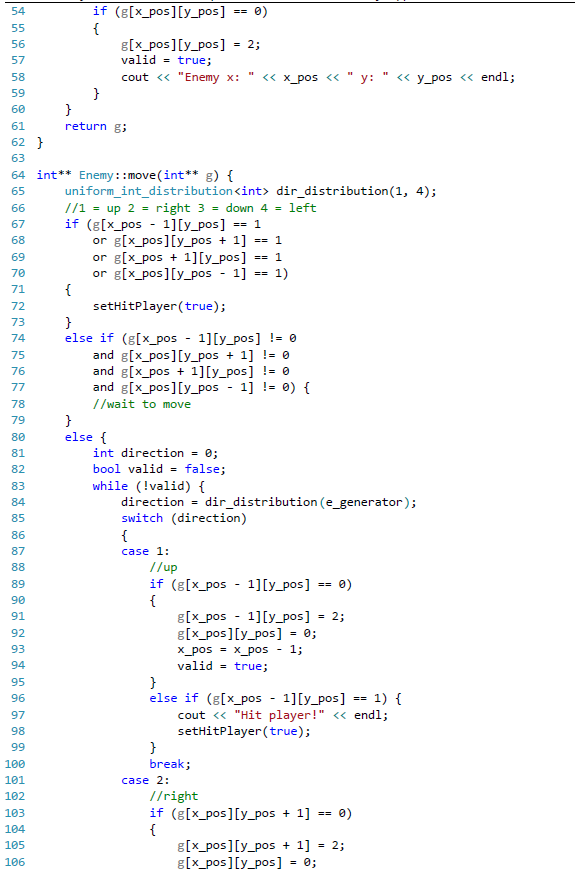 54 if (g[x_pos][y_pos] == 0)
55 {
56 g[x_pos][y_pos] = 2;
57 valid = true;
58 cout << "Enemy x: " << x_pos << " y: " << y_pos << endl;
59 }
60 }
61 return g;
62 }
63
64 int** Enemy::move(int** g) {
65 uniform_int_distribution<int> dir_distribution(1, 4);
66 //1 = up 2 = right 3 = down 4 = left
67 if (g[x_pos - 1][y_pos] == 1
68 or g[x_pos][y_pos + 1] == 1
69 or g[x_pos + 1][y_pos] == 1
70 or g[x_pos][y_pos - 1] == 1)
71 {
72 setHitPlayer(true);
73 }
74 else if (g[x_pos - 1][y_pos] != 0
75 and g[x_pos][y_pos + 1] != 0
76 and g[x_pos + 1][y_pos] != 0
77 and g[x_pos][y_pos - 1] != 0) {
78 //wait to move
79 }
80 else {
81 int direction = 0;
82 bool valid = false;
83 while (!valid) {
84 direction = dir_distribution(e_generator);
85 switch (direction)
86 {
87 case 1:
88 //up
89 if (g[x_pos - 1][y_pos] == 0)
90 {
91 g[x_pos - 1][y_pos] = 2;
92 g[x_pos][y_pos] = 0;
93 x_pos = x_pos - 1;
94 valid = true;
95 }
96 else if (g[x_pos - 1][y_pos] == 1) {
97 cout << "Hit player!" << endl;
98 setHitPlayer(true);
99 }
100 break;
101 case 2:
102 //right
103 if (g[x_pos][y_pos + 1] == 0)
104 {
105 g[x_pos][y_pos + 1] = 2;
106 g[x_pos][y_pos] = 0;